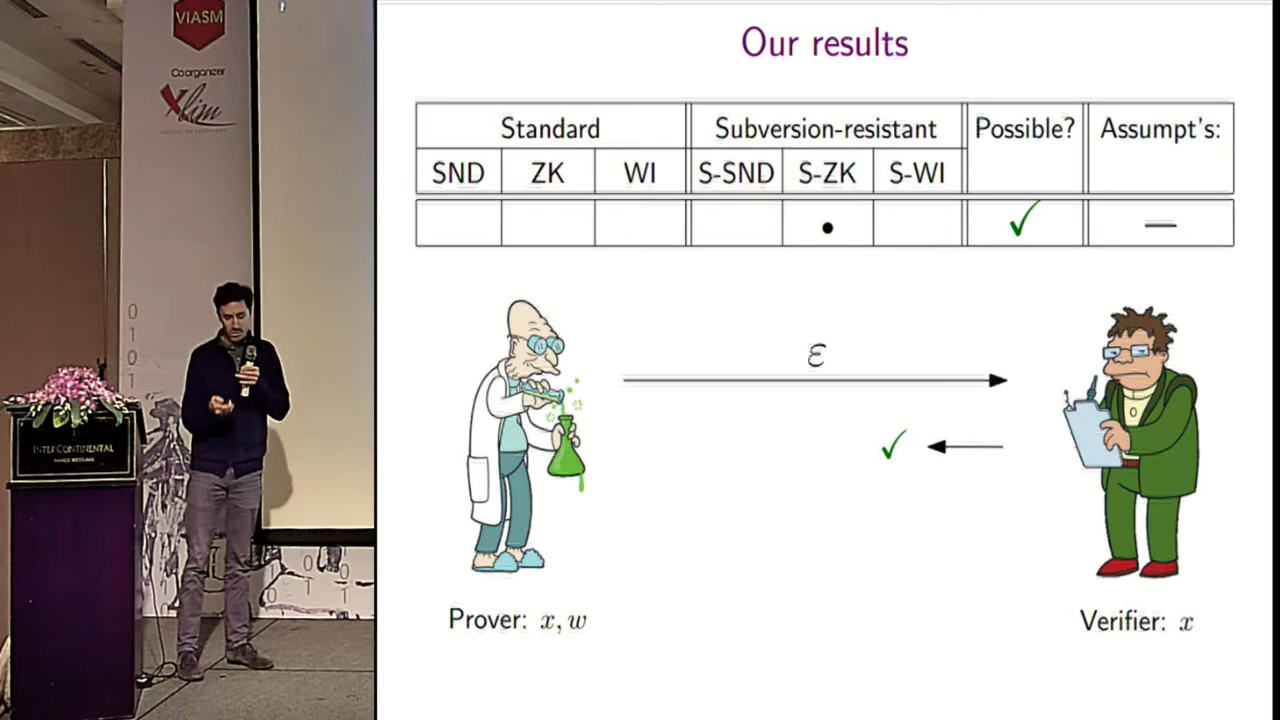 VIASM
Coorganizer
Xlim
0
1
0
1
INTERCONTINENTAL
Our results
Standard
Subversion-resistant
Possible?
Assumpt's:
SND
ZK
WI
S-SND
S-ZK
S-WI
•
✓
—
ε
✓
Prover: x, w
Verifier: x